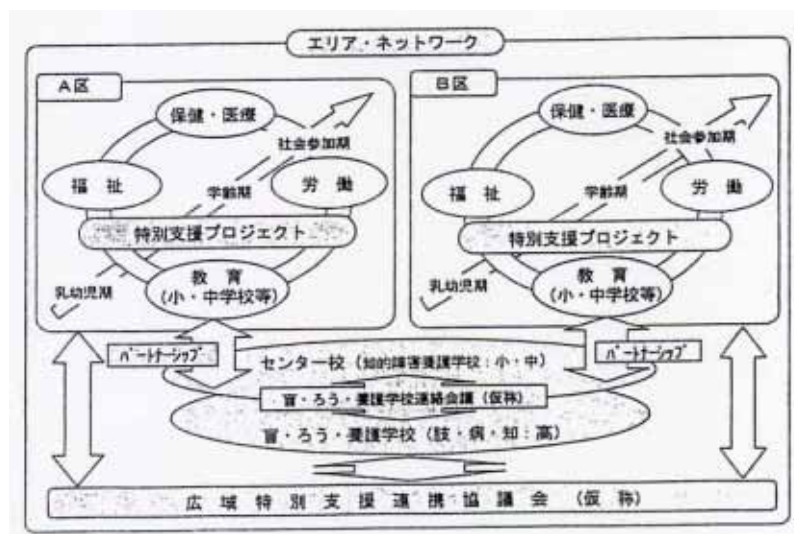 エリア・ネットワーク
A区
保健・医療
社会参加期
福祉
学齢期
労働
特別支援プロジェクト
教育
(小・中学校等)
乳幼児期
B区
保健・医療
社会参加期
福祉
学齢期
労働
特別支援プロジェクト
教育
(小・中学校等)
乳幼児期
パートナーシップ
パートナーシップ
センター校(知的障害養護学校:小・中)
盲・ろう・養護学校連絡会議(仮称)
盲・ろう・養護学校(肢・病・知:高)
広域特別支援連携協議会(仮称)